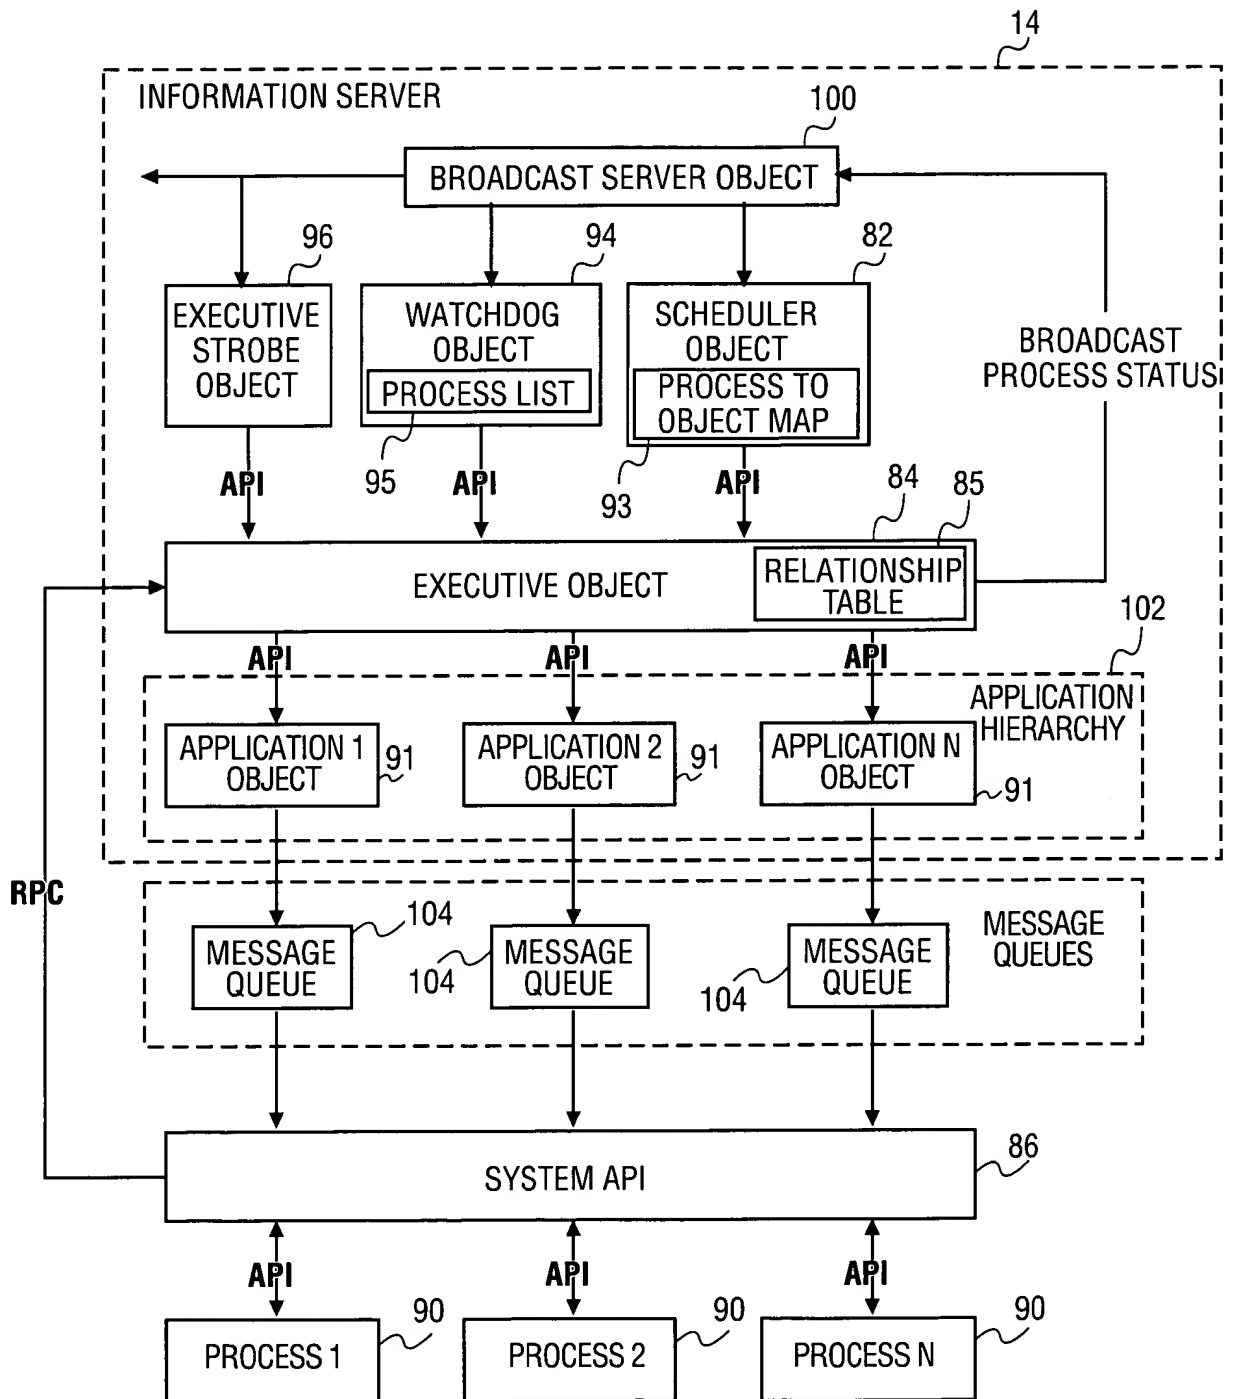 14
INFORMATION SERVER
100
BROADCAST SERVER OBJECT
96
94
82
EXECUTIVE
STROBE
OBJECT
WATCHDOG
OBJECT
PROCESS LIST
SCHEDULER
OBJECT
PROCESS TO
OBJECT MAP
BROADCAST
PROCESS STATUS
95
93
API
API
API
84
85
EXECUTIVE OBJECT
RELATIONSHIP
TABLE
102
API
API
API
APPLICATION
HIERARCHY
APPLICATION 1
OBJECT
91
APPLICATION 2
OBJECT
91
APPLICATION N
OBJECT
91
RPC
104
MESSAGE
QUEUE
104
MESSAGE
QUEUE
104
MESSAGE
QUEUE
MESSAGE
QUEUES
86
SYSTEM API
API
API
API
90
90
90
PROCESS 1
PROCESS 2
PROCESS N